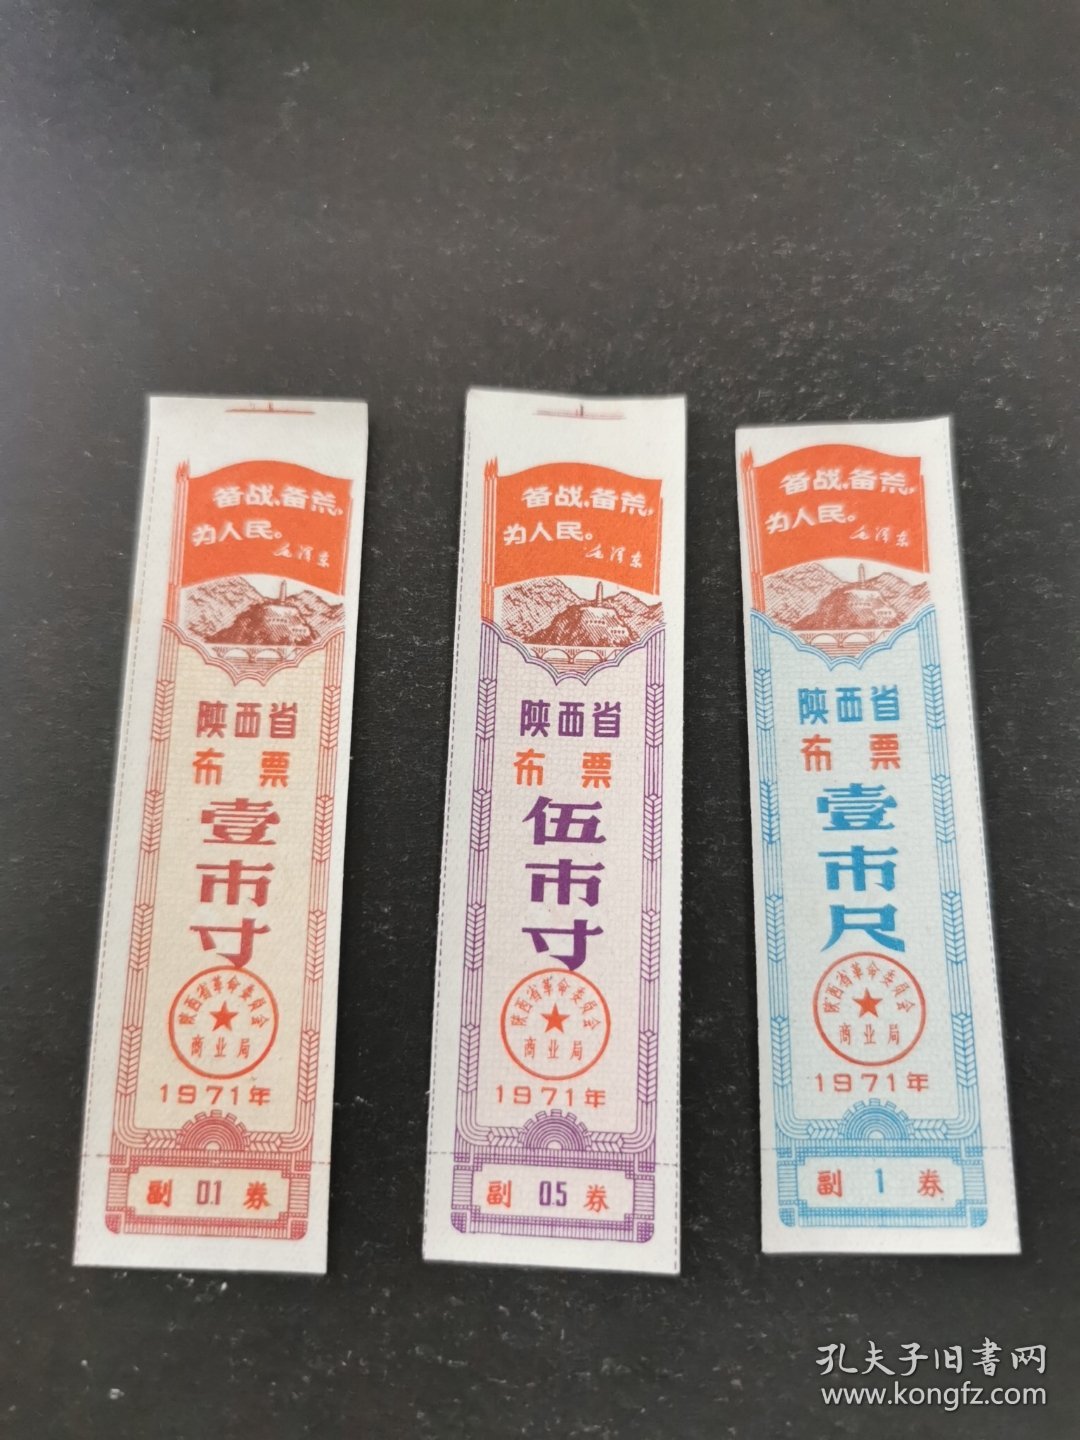 备战、备荒、
为人民。
毛泽东
陕西省
布票
壹市寸
陕西省革命委员会
商业局
1971年
副 0.1 券
备战、备荒、
为人民。
毛泽东
陕西省
布票
伍市寸
陕西省革命委员会
商业局
1971年
副 0.5 券
备战、备荒、
为人民。
毛泽东
陕西省
布票
壹市尺
陕西省革命委员会
商业局
1971年
副 1 券
孔夫子旧書网
www.kongfz.com